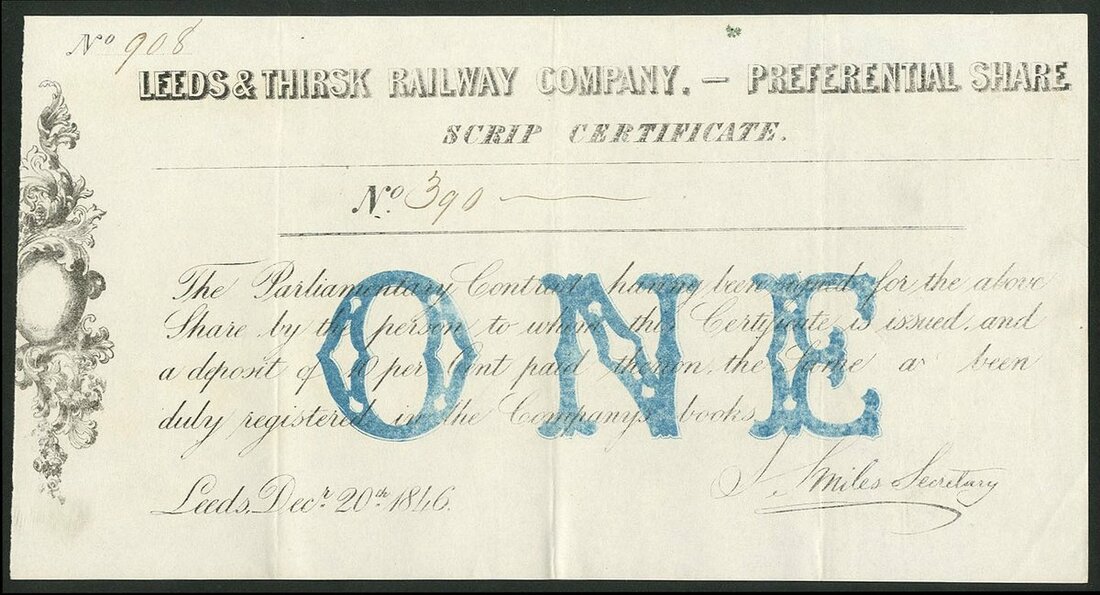 No 908
LEEDS & THIRSK RAILWAY COMPANY. — PREFERENTIAL SHARE
SCRIP CERTIFICATE.
No. 390
The Parliamentary Contract having been signed for the above
Share by the person to whom this Certificate is issued, and
a deposit of 10 per Cent paid thereon, the Same a been
duly registered in the Company's books
ONE
S. Smiles Secretary
Leeds, Decr. 20th 1846.